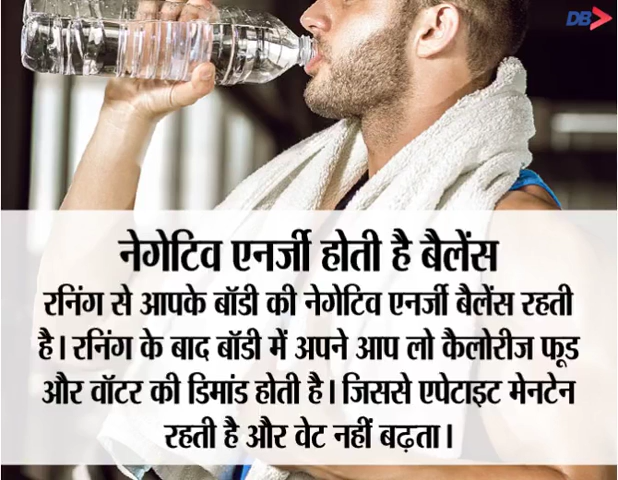 DB
नेगेटिव एनर्जी होती है बैलेंस
रनिंग से आपके बॉडी की नेगेटिव एनर्जी बैलेंस रहती
है। रनिंग के बाद बॉडी में अपने आप लो कैलोरीज फूड
और वॉटर की डिमांड होती है। जिससे एपेटाइट मेनटेन
रहती है और वेट नहीं बढ़ता।